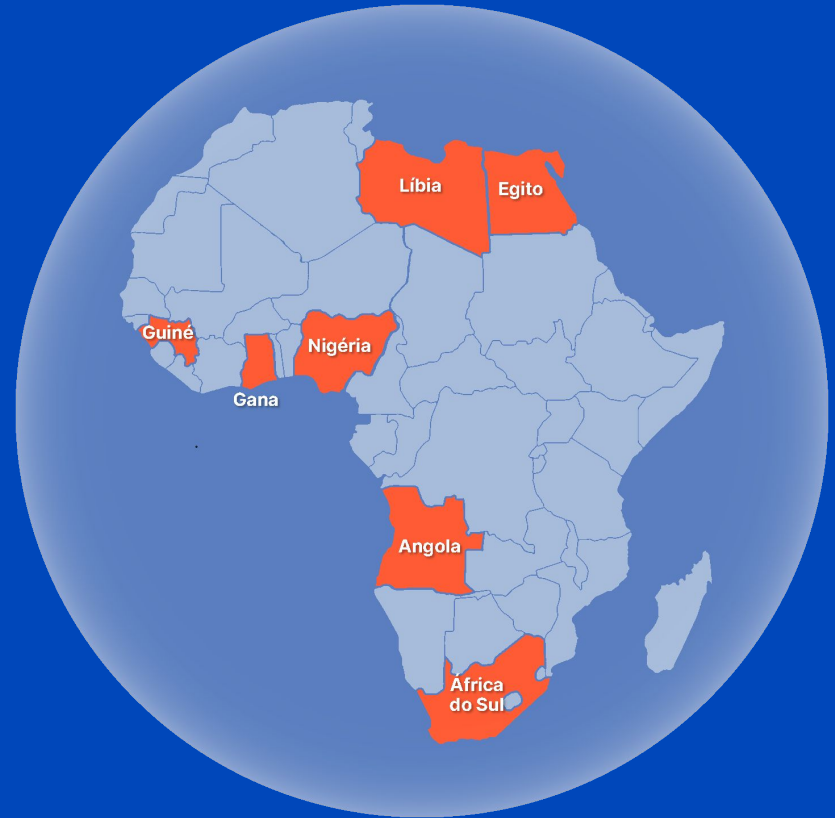 Líbia
Egito
Guiné
Nigéria
Gana
Angola
África
do Sul